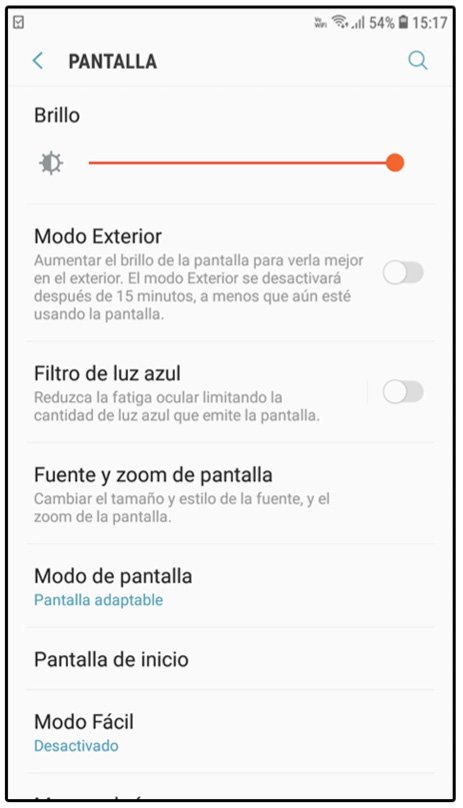 Vo WiFi 54% 15:17
PANTALLA
Brillo
Modo Exterior
Aumentar el brillo de la pantalla para verla mejor
en el exterior. El modo Exterior se desactivará
después de 15 minutos, a menos que aún esté
usando la pantalla.
Filtro de luz azul
Reduzca la fatiga ocular limitando la
cantidad de luz azul que emite la pantalla.
Fuente y zoom de pantalla
Cambiar el tamaño y estilo de la fuente, y el
zoom de la pantalla.
Modo de pantalla
Pantalla adaptable
Pantalla de inicio
Modo Fácil
Desactivado